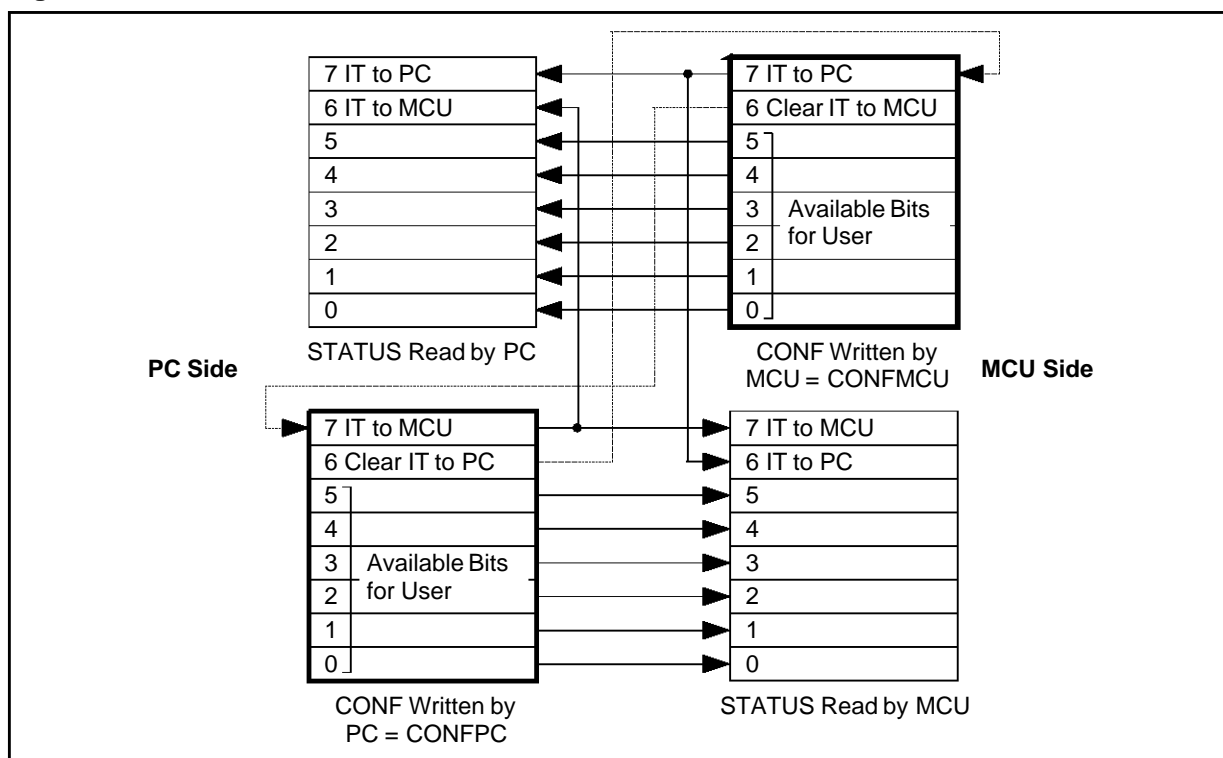 7 IT to PC
6 IT to MCU
5
4
3
2
1
0
STATUS Read by PC
7 IT to PC
6 Clear IT to MCU
5
4
3 Available Bits
2 for User
1
0
CONF Written by
MCU = CONFMCU
PC Side
MCU Side
7 IT to MCU
6 Clear IT to PC
5
4
3 Available Bits
2 for User
1
0
CONF Written by
PC = CONFPC
7 IT to MCU
6 IT to PC
5
4
3
2
1
0
STATUS Read by MCU